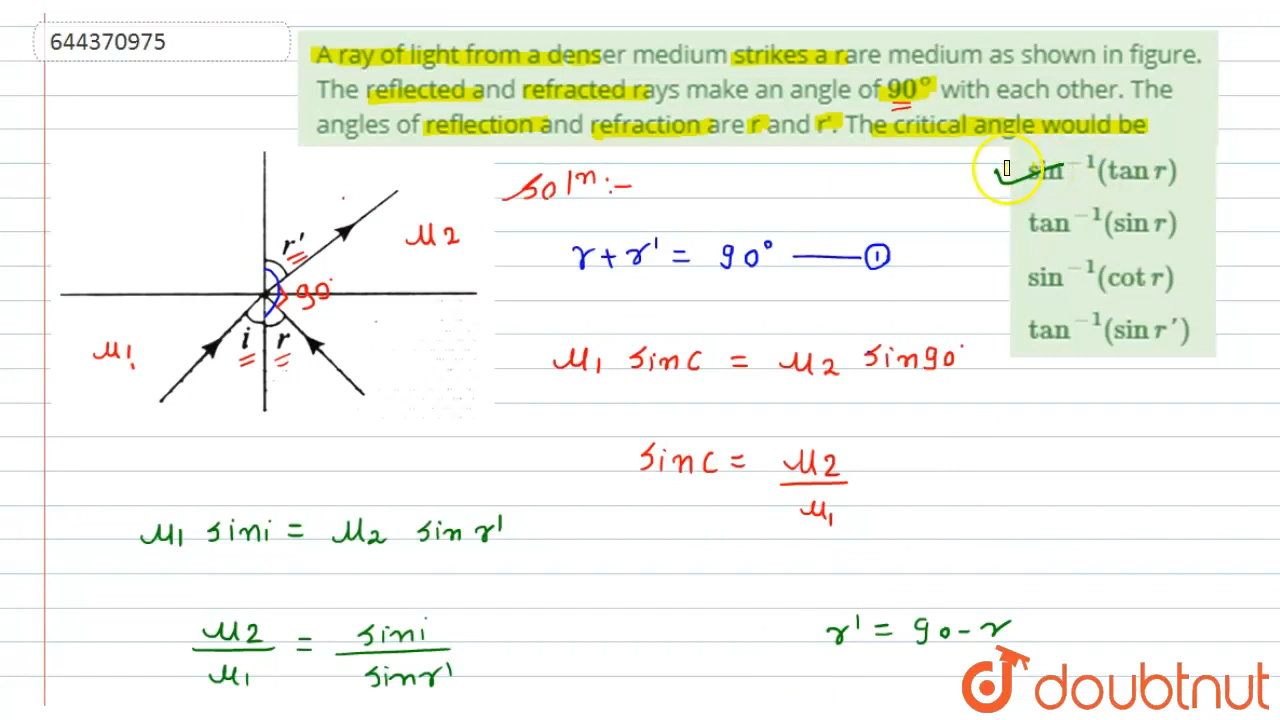 644370975
A ray of light from a denser medium strikes a rare medium as shown in figure.
The reflected and refracted rays make an angle of 90° with each other. The
angles of reflection and refraction are r and r'. The critical angle would be
sin⁻¹(tan r)
tan⁻¹(sin r)
sin⁻¹(cot r)
tan⁻¹(sin r′)
Soln:-
r'
μ2
90°
μ1
i
r
r+r' = 90° —— ①
μ1 sinc = μ2 sin90°
sinc = μ2/μ1
μ1 sini = μ2 sin r'
μ2/μ1 = sini/sinr'
r' = 90-r
doubtnut